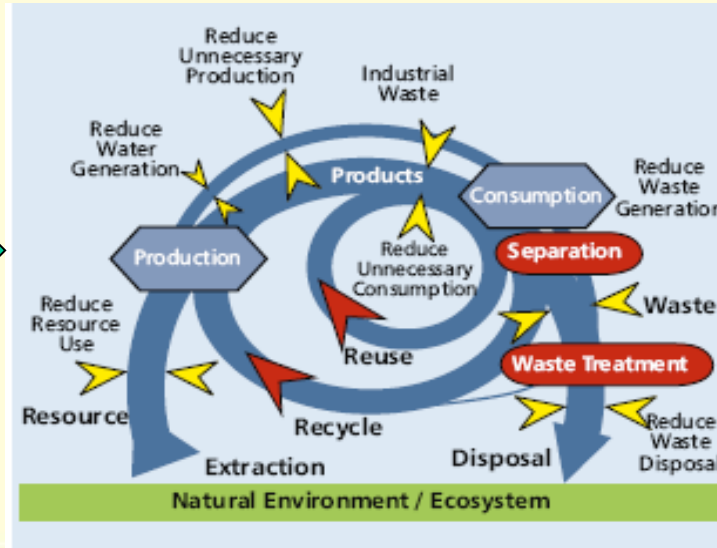 Reduce
Unnecessary
Production
Industrial
Waste
Reduce
Water
Generation
Products
Consumption
Reduce
Waste
Generation
Production
Reduce
Unnecessary
Consumption
Separation
Reduce
Resource
Use
Waste
Reuse
Waste Treatment
Resource
Recycle
Reduce
Waste
Disposal
Extraction
Disposal
Natural Environment / Ecosystem